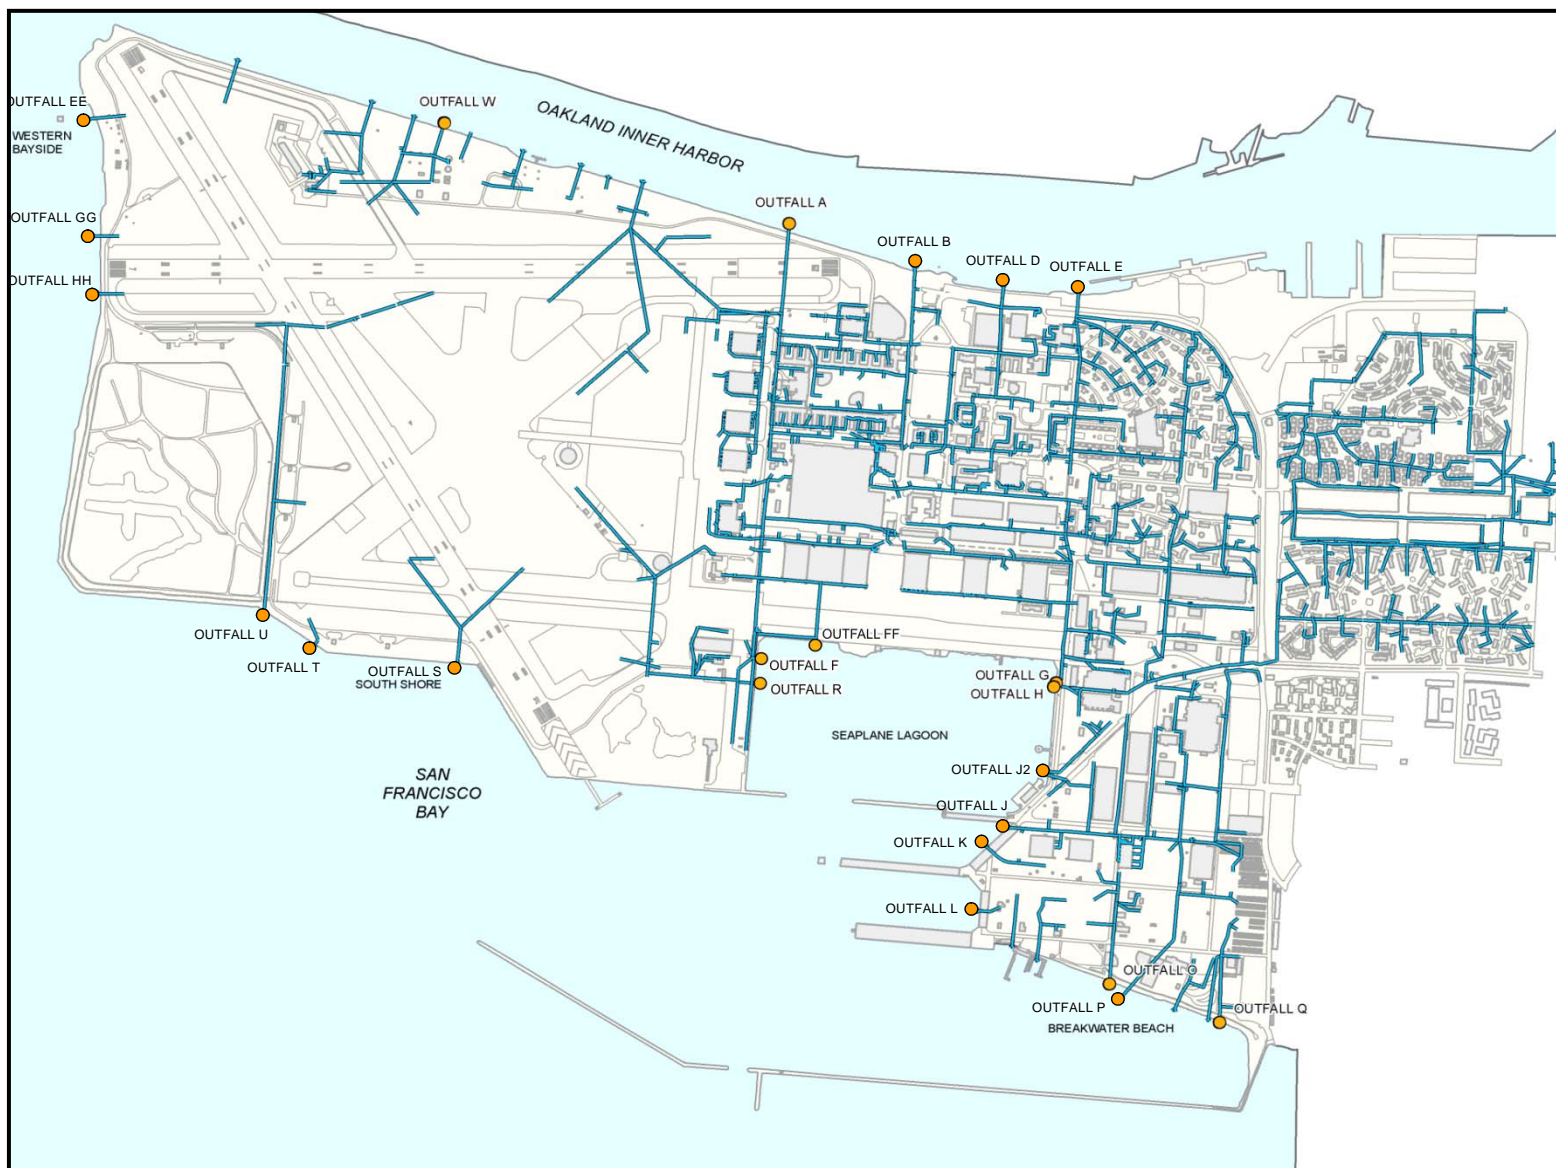 OUTFALL EE
OUTFALL W
OAKLAND INNER HARBOR
WESTERN
BAYSIDE
OUTFALL A
OUTFALL GG
OUTFALL B
OUTFALL D
OUTFALL HH
OUTFALL E
OUTFALL U
OUTFALL FF
OUTFALL T
OUTFALL S
OUTFALL F
SOUTH SHORE
OUTFALL G
OUTFALL R
OUTFALL H
SEAPLANE LAGOON
OUTFALL J2
SAN
FRANCISCO
BAY
OUTFALL J
OUTFALL K
OUTFALL L
OUTFALL O
OUTFALL P
OUTFALL Q
BREAKWATER BEACH